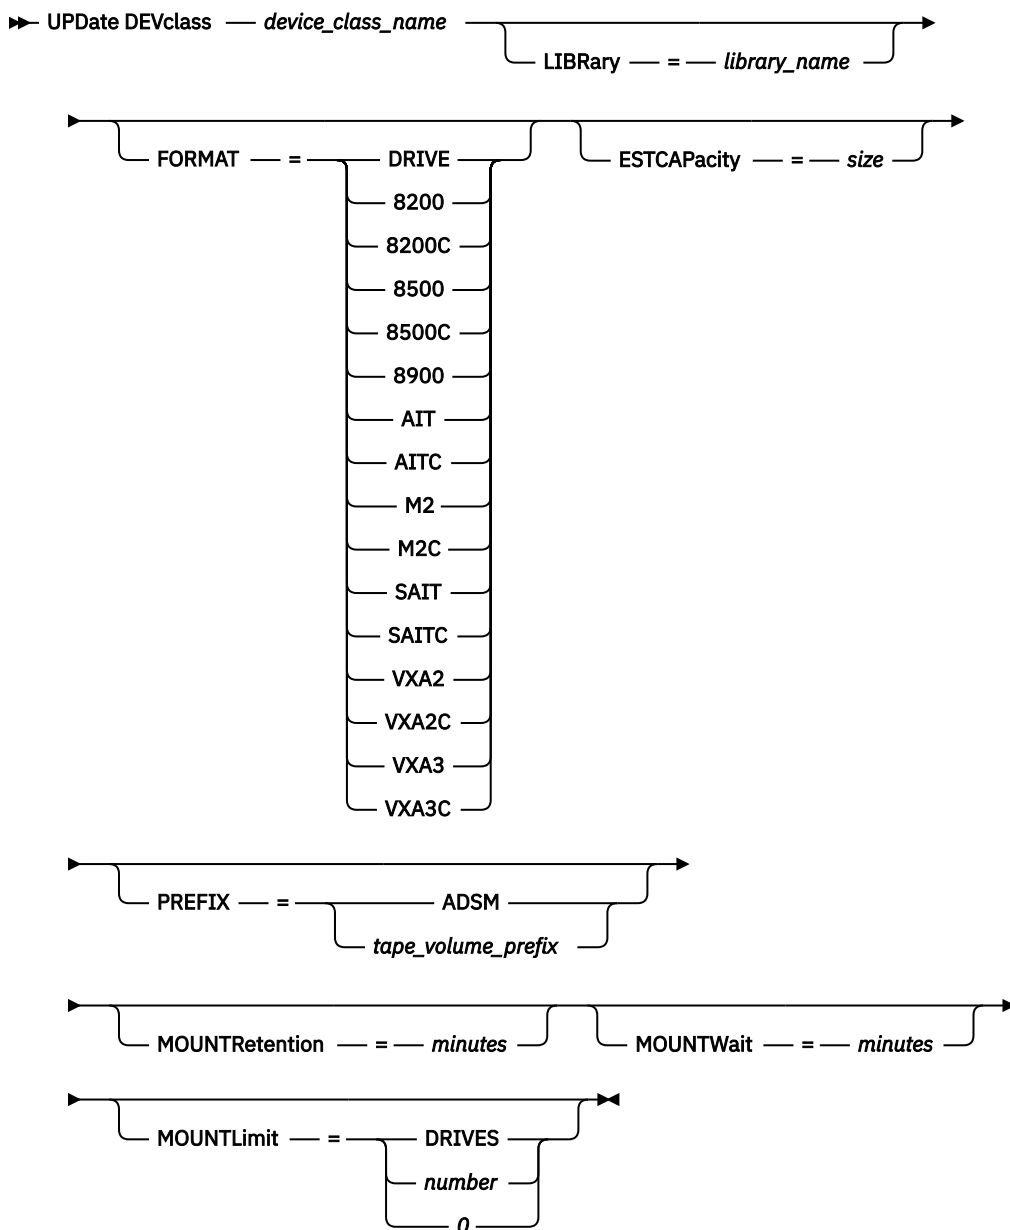 UPDate DEVclass device_class_name
LIBRary = library_name
FORMAT = DRIVE ESTCAPacity = size
8200
8200C
8500
8500C
8900
AIT
AITC
M2
M2C
SAIT
SAITC
VXA2
VXA2C
VXA3
VXA3C
PREFIX = ADSM
tape_volume_prefix
MOUNTRetention = minutes MOUNTWait = minutes
MOUNTLimit = DRIVES
number
0